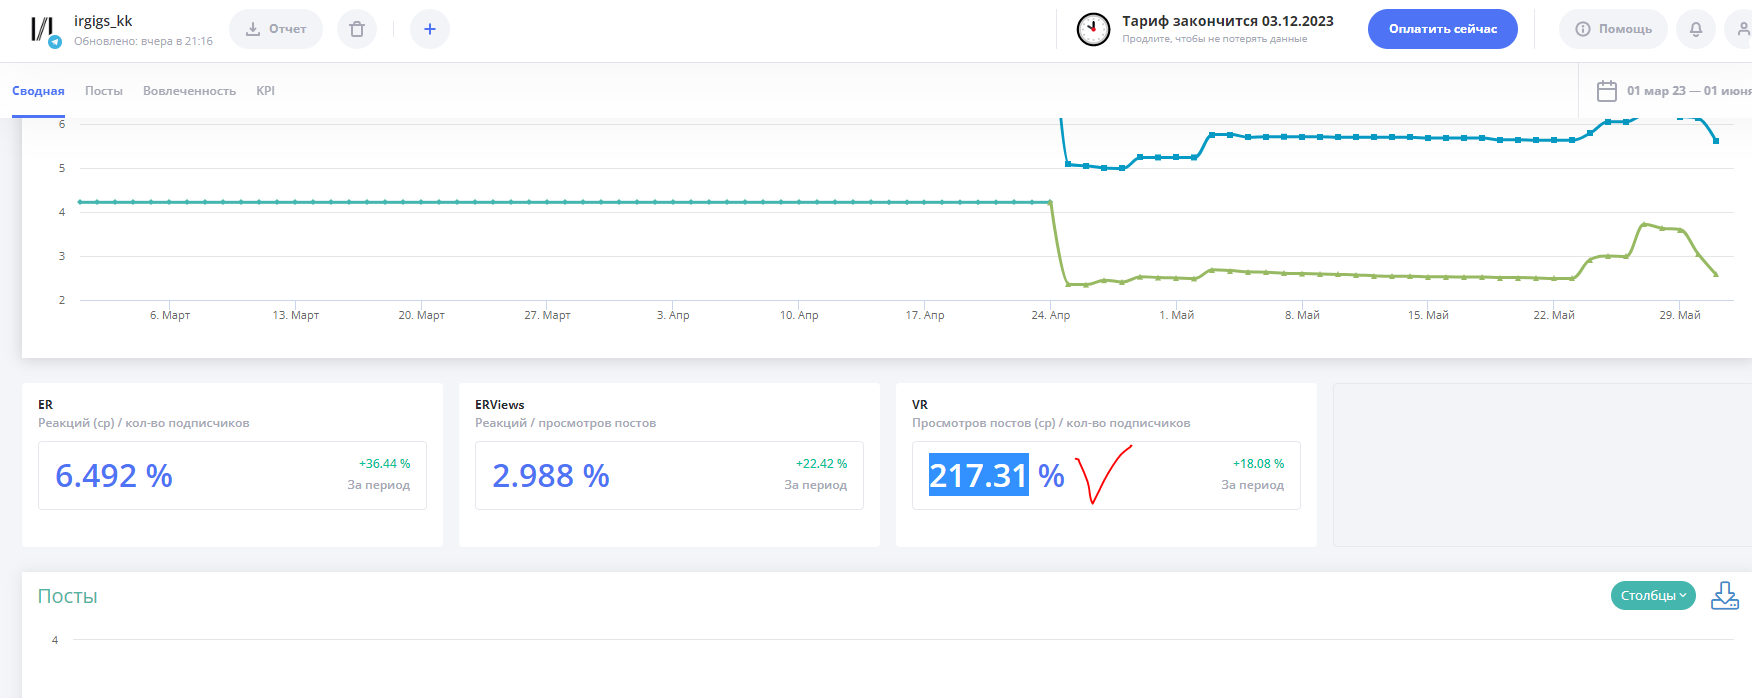 irgigs_kk
Обновлено: вчера в 21:16
Отчет
Тариф закончится 03.12.2023
Продлите, чтобы не потерять данные
Оплатить сейчас
Помощь
Сводная
Посты
Вовлеченность
KPI
01 мар 23 — 01 июня
6
5
4
3
2
6. Март
13. Март
20. Март
27. Март
3. Апр
10. Апр
17. Апр
24. Апр
1. Май
8. Май
15. Май
22. Май
29. Май
ER
Реакций (ср) / кол-во подписчиков
6.492 %
+36.44 %
За период
ERViews
Реакций / просмотров постов
2.988 %
+22.42 %
За период
VR
Просмотров постов (ср) / кол-во подписчиков
217.31 %
+18.08 %
За период
Посты
Столбцы
4